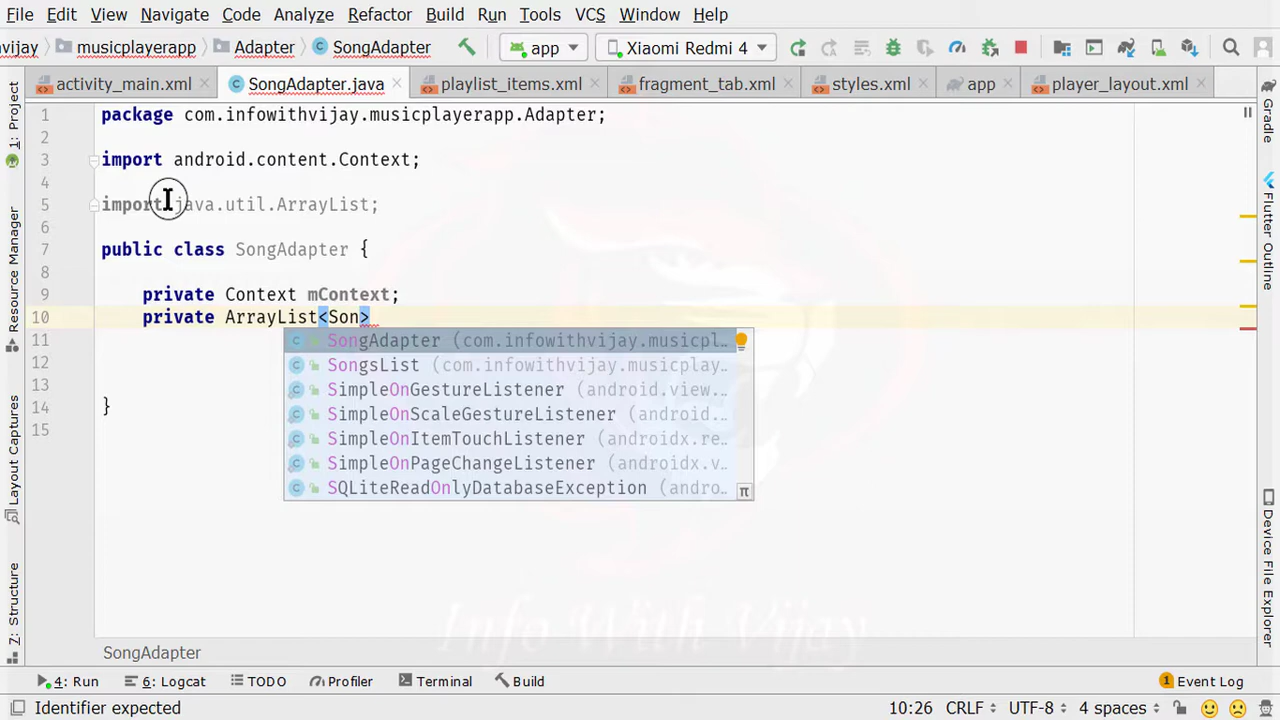 File Edit View Navigate Code Analyze Refactor Build Run Tools VCS Window Help
vijay musicplayerapp Adapter SongAdapter app Xiaomi Redmi 4
activity_main.xml SongAdapter.java playlist_items.xml fragment_tab.xml styles.xml app player_layout.xml
1: Project
Resource Manager
Layout Captures
Z: Structure
1 package com.infowithvijay.musicplayerapp.Adapter;
2
3 import android.content.Context;
4
5 import java.util.ArrayList;
6
7 public class SongAdapter {
8
9 private Context mContext;
10 private ArrayList<Son>
11
12
13
14 }
15
SongAdapter (com.infowithvijay.musicpl…
SongsList (com.infowithvijay.musicplay…
SimpleOnGestureListener (android.view.…
SimpleOnScaleGestureListener (android.…
SimpleOnItemTouchListener (androidx.re…
SimpleOnPageChangeListener (androidx.v…
SQLiteReadOnlyDatabaseException (andro…
π
Gradle
Flutter Outline
Device File Explorer
Info With Vijay
SongAdapter
4: Run 6: Logcat TODO Profiler Terminal Build 1 Event Log
Identifier expected 10:26 CRLF UTF-8 4 spaces